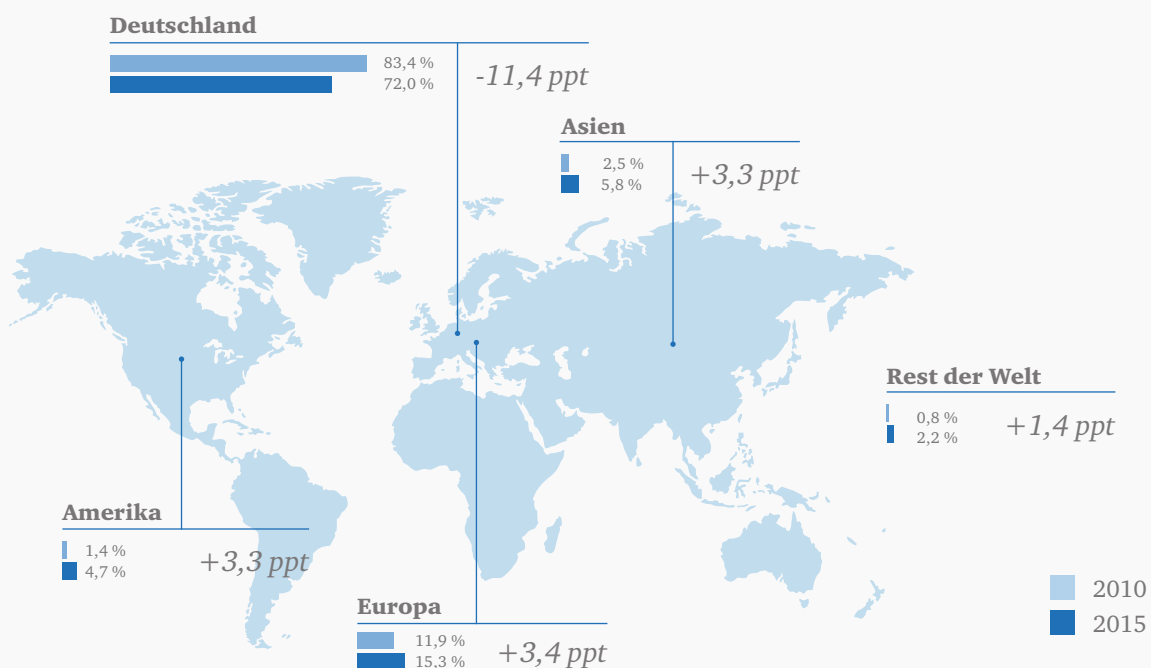 Deutschland
83,4 %
72,0 %
-11,4 ppt
Asien
2,5 %
5,8 %
+3,3 ppt
Rest der Welt
0,8 %
2,2 %
+1,4 ppt
Amerika
1,4 %
4,7 %
+3,3 ppt
Europa
11,9 %
15,3 %
+3,4 ppt
2010
2015